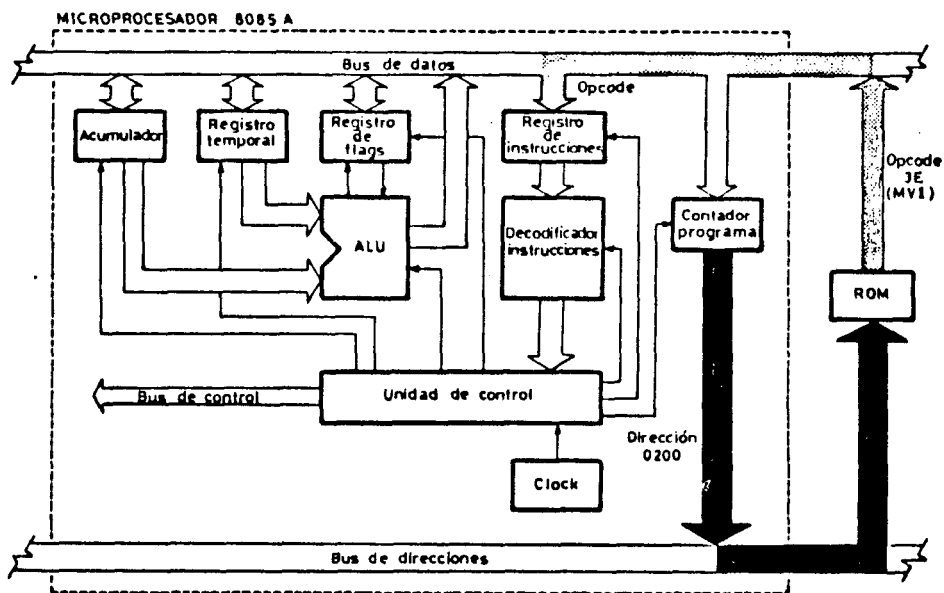 MICROPROCESADOR 8085 A
Bus de datos
Opcode
Acumulador
Registro
temporal
Registro
de
flags
Registro
de
instrucciones
Opcode
3E
(MVI)
ALU
Decodificador
instrucciones
Contador
programa
ROM
Bus de control
Unidad de control
Dirección
0200
Clock
Bus de direcciones